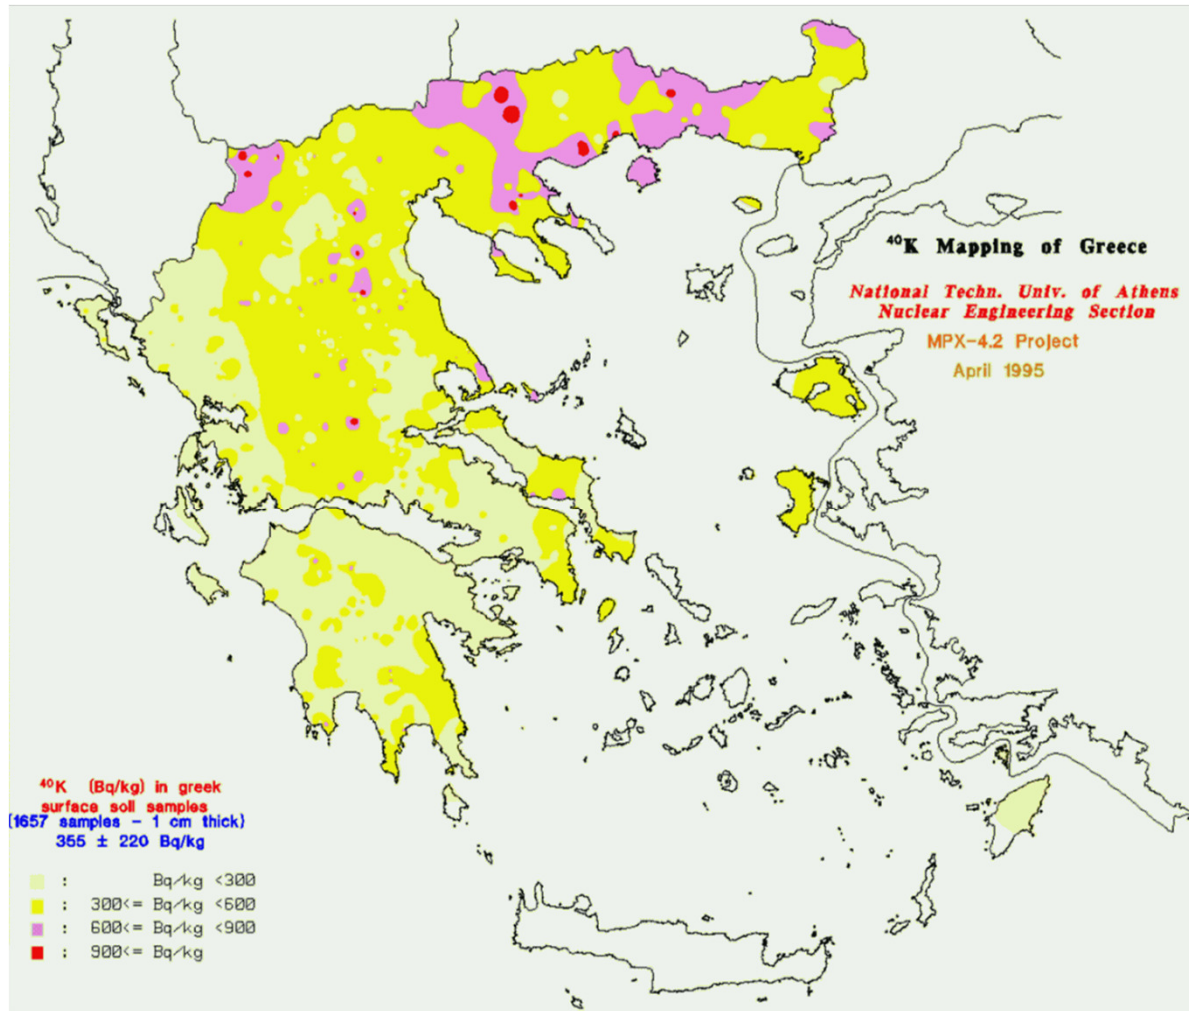 ⁴⁰K Mapping of Greece
National Techn. Univ. of Athens
Nuclear Engineering Section
MPX-4.2 Project
April 1995
⁴⁰K (Bq/kg) in greek
surface soil samples
(1657 samples - 1 cm thick)
355 ± 220 Bq/kg
: Bq/kg <300
: 300<= Bq/kg <600
: 600<= Bq/kg <900
: 900<= Bq/kg